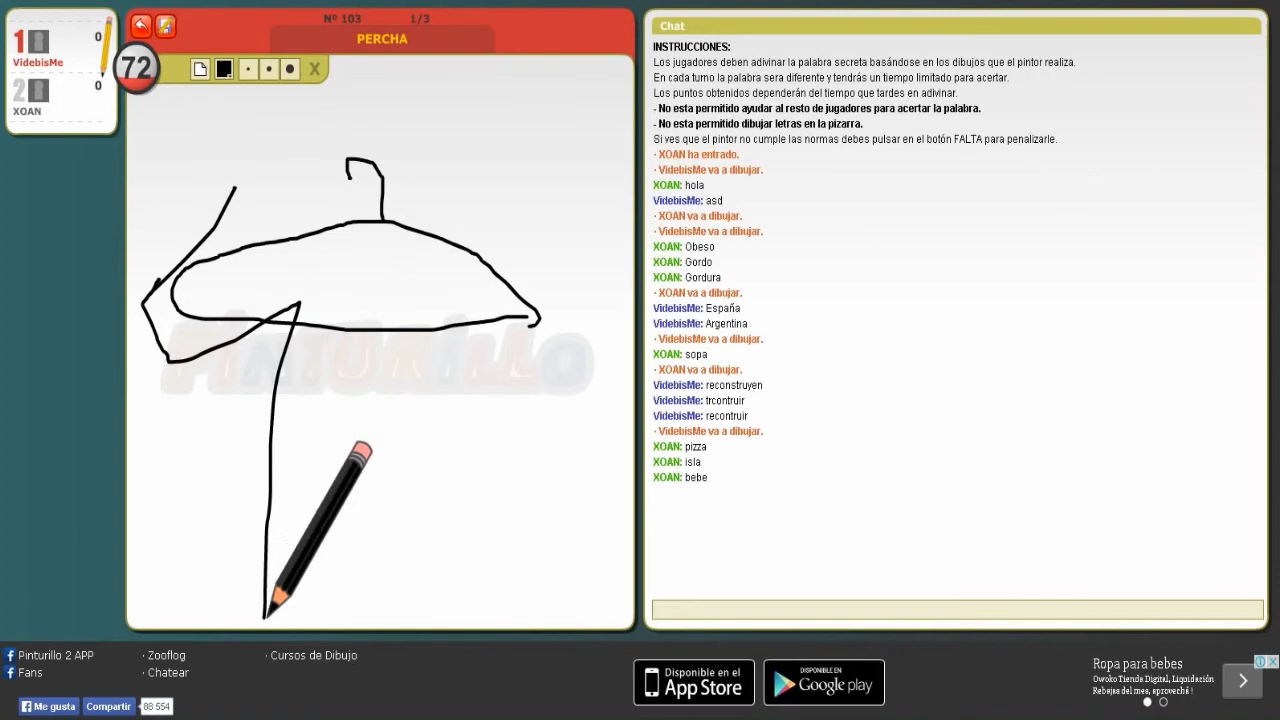 1
0
VidebisMe
2
0
XOAN
Nº 103
1/3
PERCHA
72
X
PINTURILLO
Chat
INSTRUCCIONES:
Los jugadores deben adivinar la palabra secreta basándose en los dibujos que el pintor realiza.
En cada turno la palabra sera diferente y tendrás un tiempo limitado para acertar.
Los puntos obtenidos dependerán del tiempo que tardes en adivinar.
- No esta permitido ayudar al resto de jugadores para acertar la palabra.
- No esta permitido dibujar letras en la pizarra.
Si ves que el pintor no cumple las normas debes pulsar en el botón FALTA para penalizarle.
· XOAN ha entrado.
· VidebisMe va a dibujar.
XOAN: hola
VidebisMe: asd
· XOAN va a dibujar.
· VidebisMe va a dibujar.
XOAN: Obeso
XOAN: Gordo
XOAN: Gordura
· XOAN va a dibujar.
VidebisMe: España
VidebisMe: Argentina
· VidebisMe va a dibujar.
XOAN: sopa
· XOAN va a dibujar.
VidebisMe: reconstruyen
VidebisMe: trcontruir
VidebisMe: recontruir
· VidebisMe va a dibujar.
XOAN: pizza
XOAN: isla
XOAN: bebe
Pinturillo 2 APP
Fans
· Zooflog
· Chatear
· Cursos de Dibujo
Me gusta
Compartir
88 554
Disponible en el
App Store
DISPONIBLE EN
Google play
Ropa para bebes
Owoko Tienda Digital, Liquidación
Rebajas del mes, aproveché !